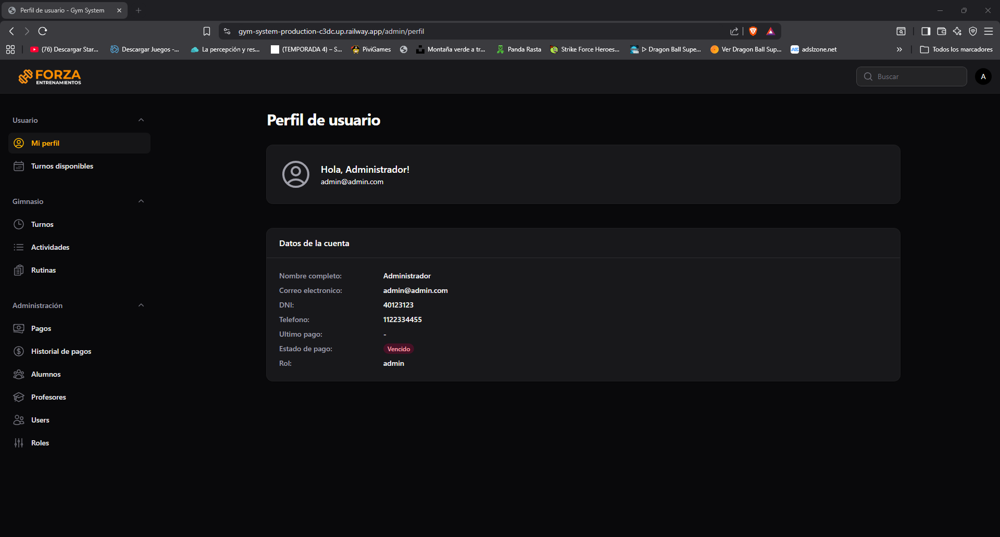 Perfil de usuario - Gym System
gym-system-production-c3dc.up.railway.app/admin/perfil
(76) Descargar Star...
Descargar Juegos -...
La percepción y res...
(TEMPORADA 4) – S...
PiviGames
Montaña verde a tr...
Panda Rasta
Strike Force Heroes...
ᐅ Dragon Ball Supe...
Ver Dragon Ball Sup...
adslzone.net
»
Todos los marcadores
FORZA
ENTRENAMIENTOS
Buscar
A
Usuario
Mi perfil
Turnos disponibles
Gimnasio
Turnos
Actividades
Rutinas
Administración
Pagos
Historial de pagos
Alumnos
Profesores
Users
Roles
Perfil de usuario
Hola, Administrador!
admin@admin.com
Datos de la cuenta
Nombre completo: Administrador
Correo electronico: admin@admin.com
DNI: 40123123
Telefono: 1122334455
Ultimo pago: -
Estado de pago: Vencido
Rol: admin